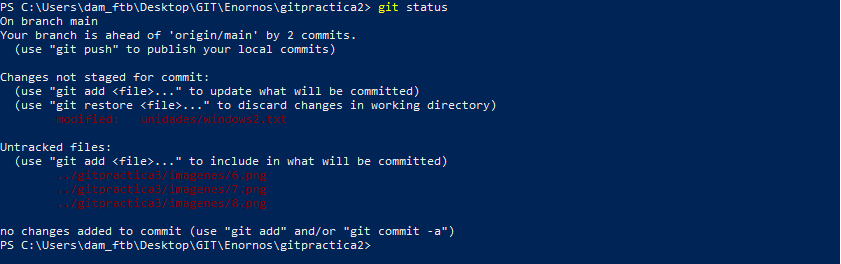 PS C:\Users\dam_ftb\Desktop\GIT\Enornos\gitpractica2> git status
On branch main
Your branch is ahead of 'origin/main' by 2 commits.
  (use "git push" to publish your local commits)

Changes not staged for commit:
  (use "git add <file>..." to update what will be committed)
  (use "git restore <file>..." to discard changes in working directory)
        modified:   unidades/windows2.txt

Untracked files:
  (use "git add <file>..." to include in what will be committed)
        ../gitpractica3/imagenes/6.png
        ../gitpractica3/imagenes/7.png
        ../gitpractica3/imagenes/8.png

no changes added to commit (use "git add" and/or "git commit -a")
PS C:\Users\dam_ftb\Desktop\GIT\Enornos\gitpractica2>